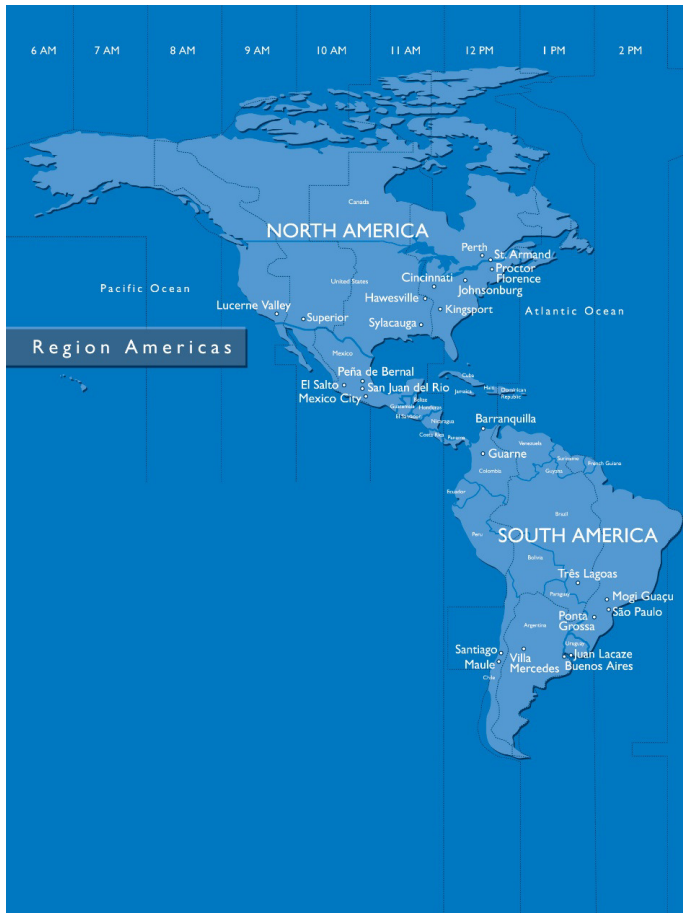 6 AM 7 AM 8 AM 9 AM 10 AM 11 AM 12 PM 1 PM 2 PM
Canada
NORTH AMERICA
Perth
St. Armand
Proctor
Florence
Cincinnati
Johnsonburg
United States
Pacific Ocean
Hawesville
Lucerne Valley
Superior
Kingsport
Atlantic Ocean
Sylacauga
Region Americas
Mexico
Peña de Bernal
El Salto
San Juan del Rio
Mexico City
Cuba
Haiti
Dominican
Republic
Jamaica
Belize
Guatemala
Honduras
El Salvador
Nicaragua
Costa Rica
Panama
Barranquilla
Venezuela
Guarne
Suriname
French Guiana
Guyana
Colombia
Ecuador
Brazil
Peru
SOUTH AMERICA
Bolivia
Três Lagoas
Paraguay
Mogi Guaçu
São Paulo
Ponta
Grossa
Argentina
Uruguay
Santiago
Maule
Villa
Mercedes
Juan Lacaze
Buenos Aires
Chile